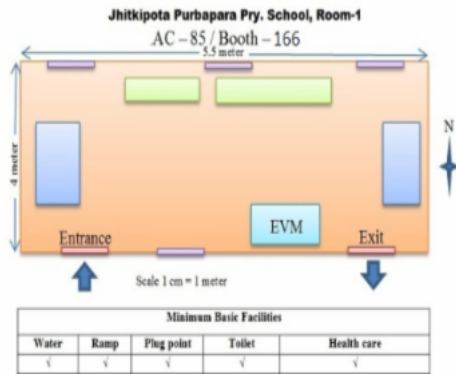 Jhitkipota Purbapara Pry. School, Room-1
AC – 85 / Booth – 166
5.5 meter
4 meter
N
EVM
Entrance
Exit
Scale 1 cm = 1 meter
Minimum Basic Facilities
Water Ramp Plug point Toilet Health care
√ √ √ √ √